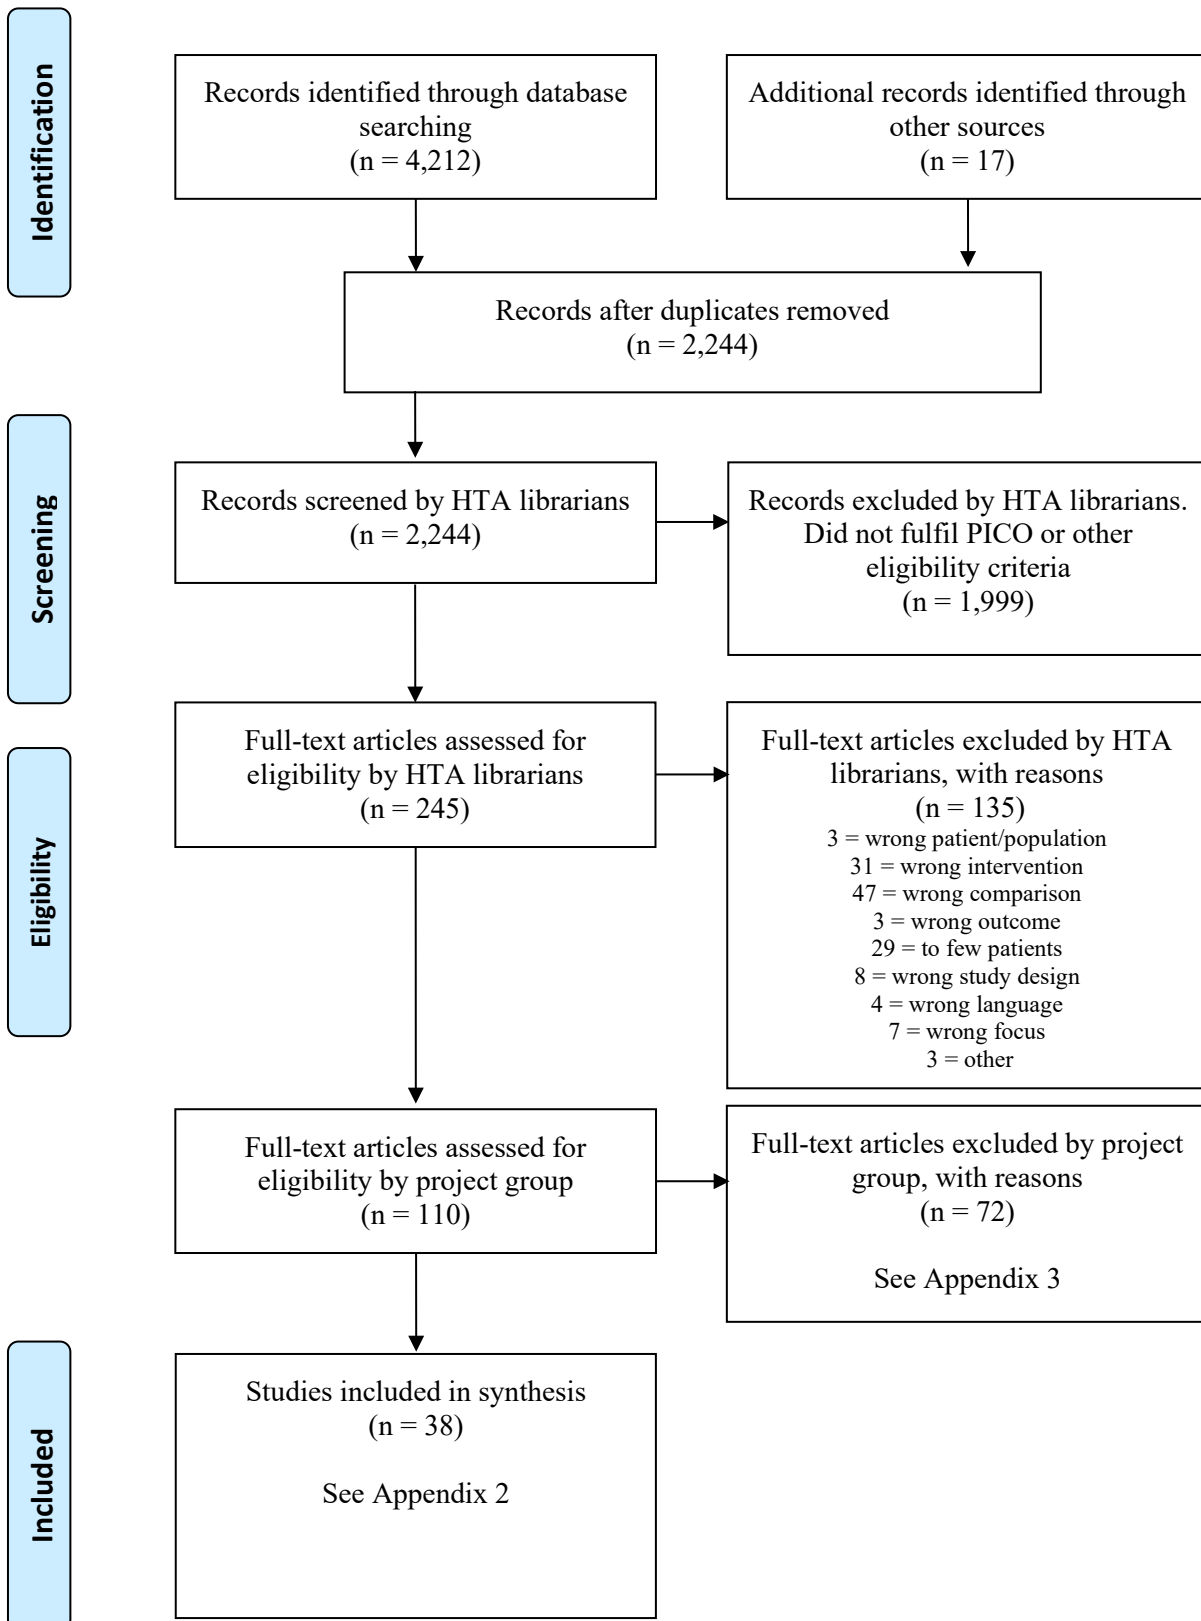 Identification
Records identified through database
searching
(n = 4,212)
Additional records identified through
other sources
(n = 17)
Records after duplicates removed
(n = 2,244)
Screening
Records screened by HTA librarians
(n = 2,244)
Records excluded by HTA librarians.
Did not fulfil PICO or other
eligibility criteria
(n = 1,999)
Eligibility
Full-text articles assessed for
eligibility by HTA librarians
(n = 245)
Full-text articles excluded by HTA
librarians, with reasons
(n = 135)
3 = wrong patient/population
31 = wrong intervention
47 = wrong comparison
3 = wrong outcome
29 = to few patients
8 = wrong study design
4 = wrong language
7 = wrong focus
3 = other
Full-text articles assessed for
eligibility by project group
(n = 110)
Full-text articles excluded by project
group, with reasons
(n = 72)
See Appendix 3
Included
Studies included in synthesis
(n = 38)
See Appendix 2